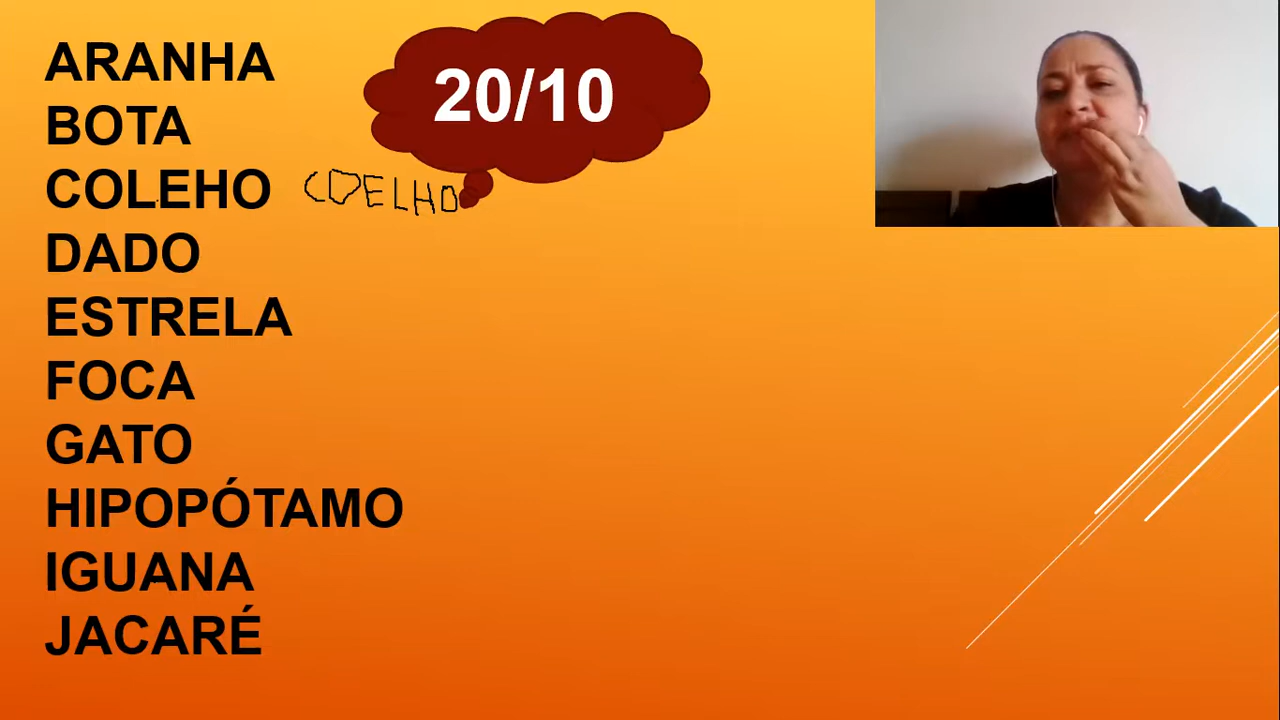 ARANHA
BOTA
COLEHO COELHO
DADO
ESTRELA
FOCA
GATO
HIPOPÓTAMO
IGUANA
JACARÉ
20/10